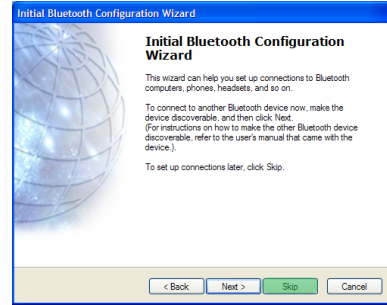 Initial Bluetooth Configuration Wizard
Initial Bluetooth Configuration
Wizard
This wizard can help you set up connections to Bluetooth
computers, phones, headsets, and so on.
To connect to another Bluetooth device now, make the
device discoverable, and then click Next.
(For instructions on how to make the other Bluetooth device
discoverable, refer to the user's manual that came with the
device.).
To set up connections later, click Skip.
< Back Next > Skip Cancel